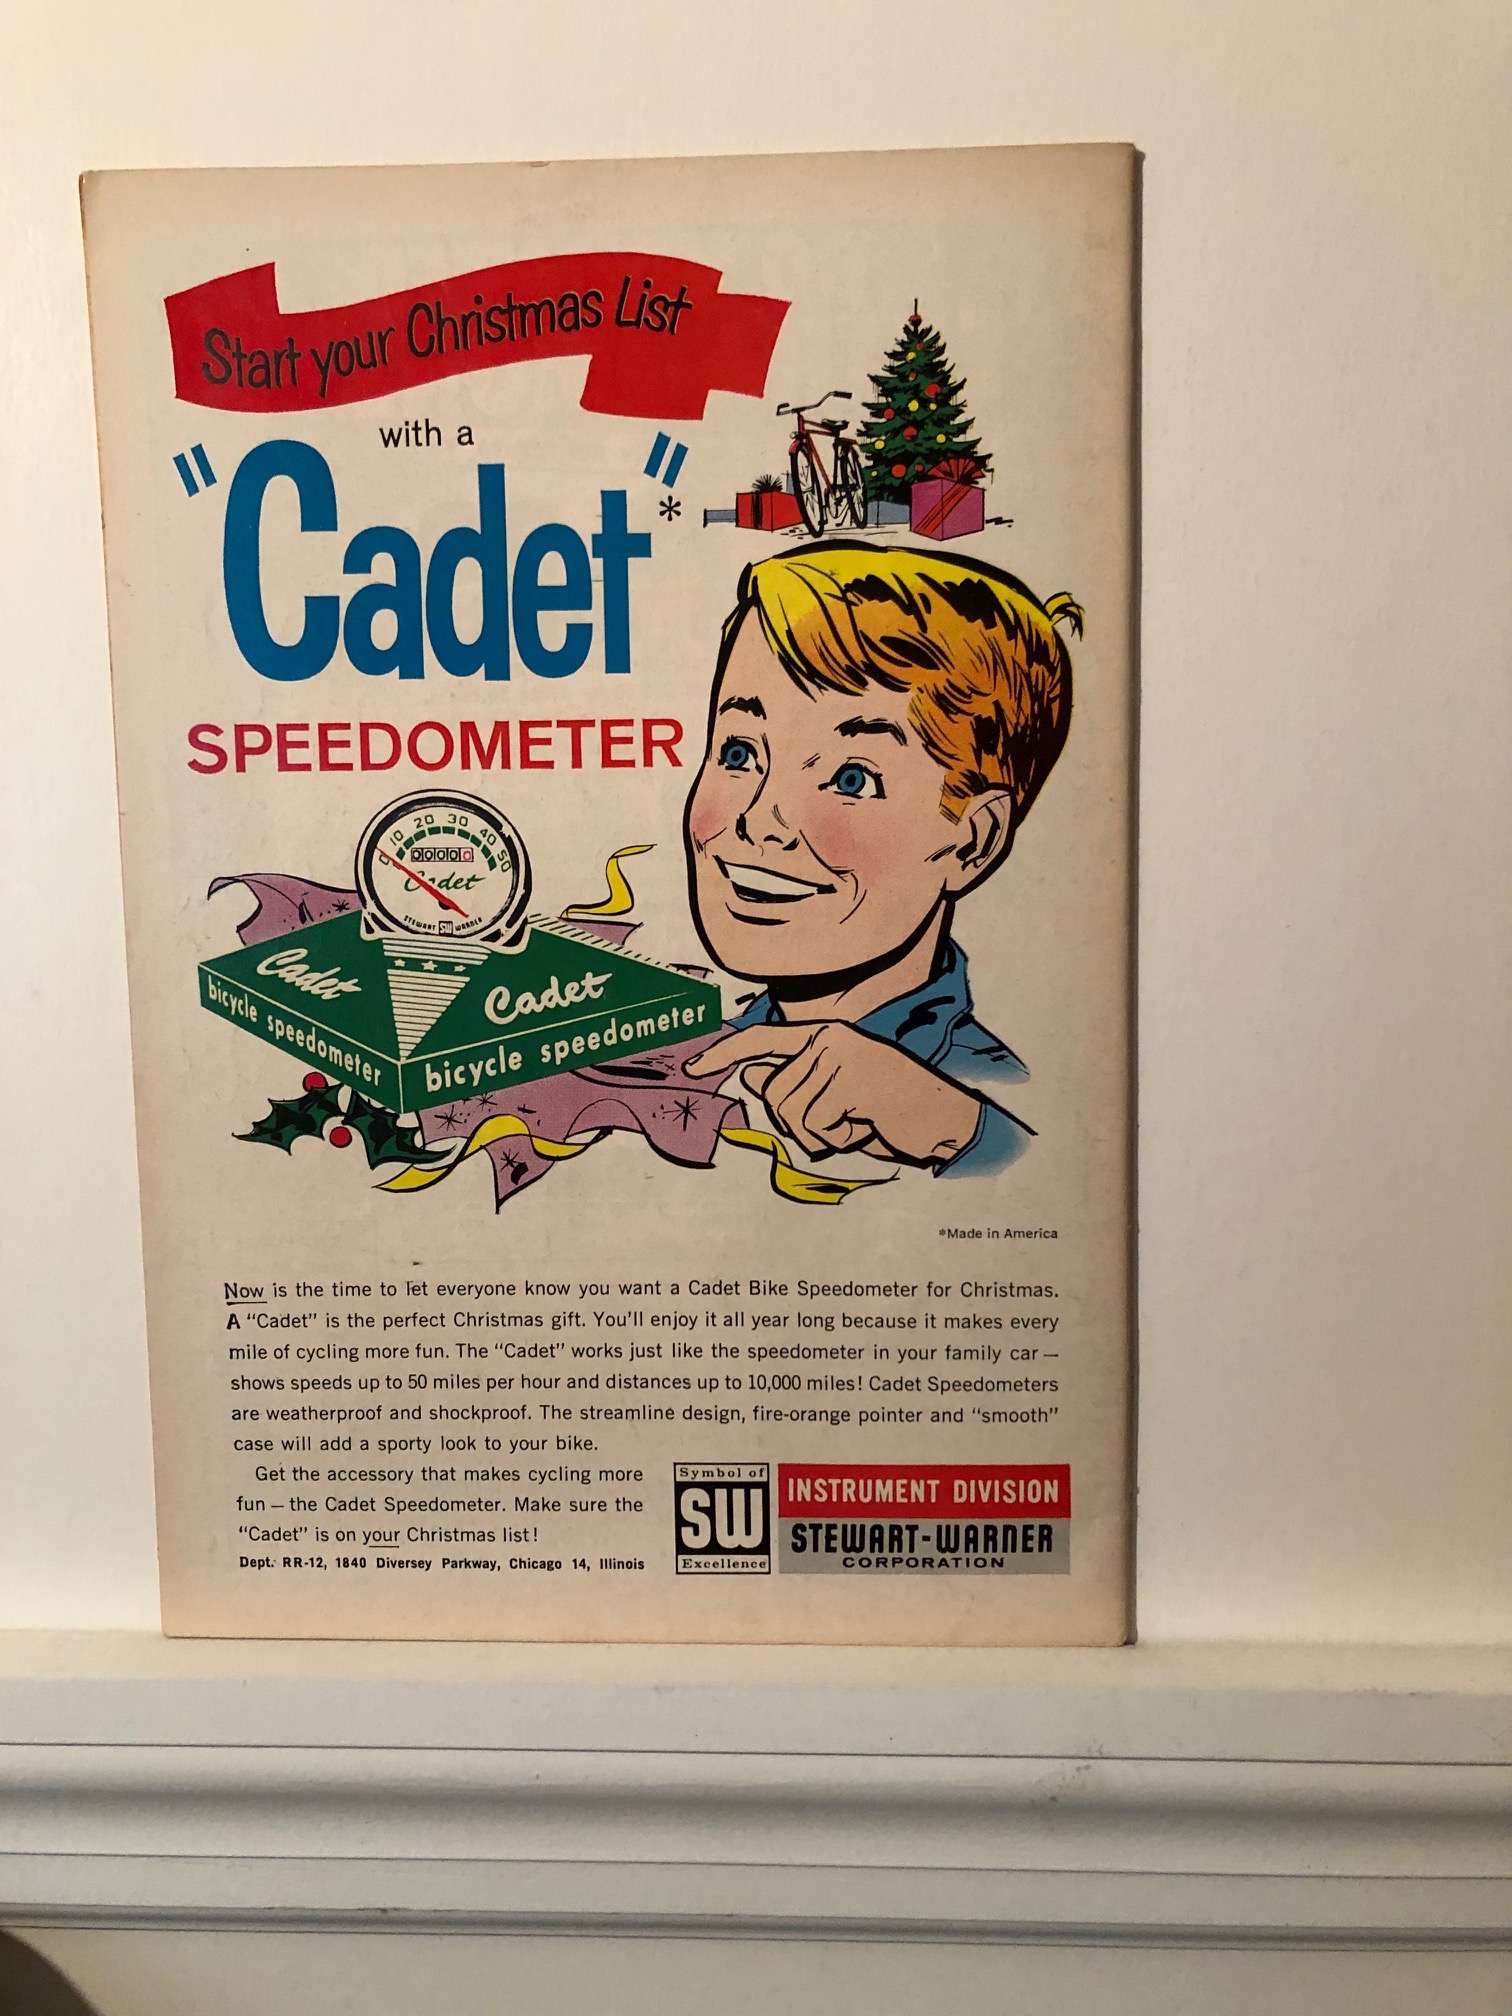 Start your Christmas List
with a
"Cadet"*
SPEEDOMETER
0 10 20 30 40 50
00000
Cadet
STEWART SW WARNER
Cadet
bicycle speedometer
Cadet
bicycle speedometer
*Made in America
Now is the time to let everyone know you want a Cadet Bike Speedometer for Christmas.
A "Cadet" is the perfect Christmas gift. You'll enjoy it all year long because it makes every
mile of cycling more fun. The "Cadet" works just like the speedometer in your family car —
shows speeds up to 50 miles per hour and distances up to 10,000 miles! Cadet Speedometers
are weatherproof and shockproof. The streamline design, fire-orange pointer and "smooth"
case will add a sporty look to your bike.
Get the accessory that makes cycling more
fun — the Cadet Speedometer. Make sure the
"Cadet" is on your Christmas list!
Dept. RR-12, 1840 Diversey Parkway, Chicago 14, Illinois
Symbol of
SW
Excellence
INSTRUMENT DIVISION
STEWART-WARNER
CORPORATION